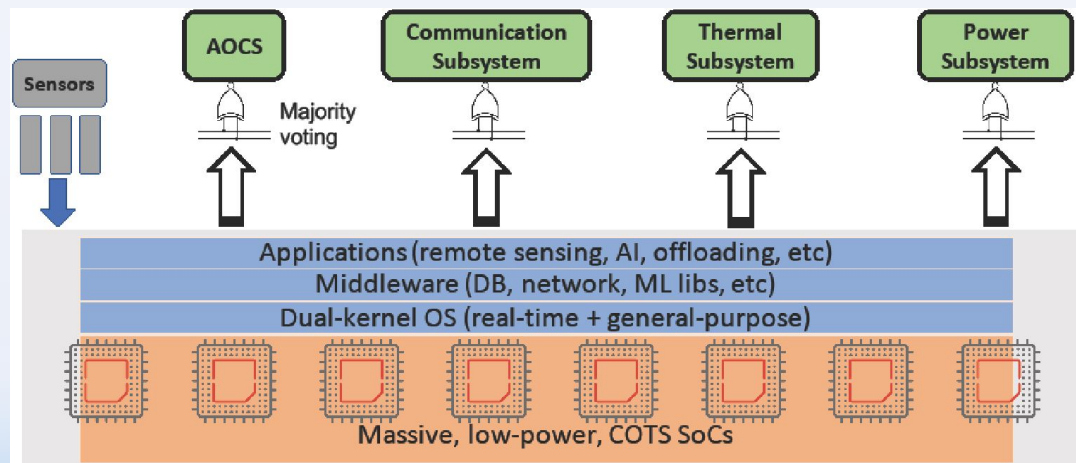 AOCS
Communication
Subsystem
Thermal
Subsystem
Power
Subsystem
Sensors
Majority
voting
Applications (remote sensing, AI, offloading, etc)
Middleware (DB, network, ML libs, etc)
Dual-kernel OS (real-time + general-purpose)
Massive, low-power, COTS SoCs